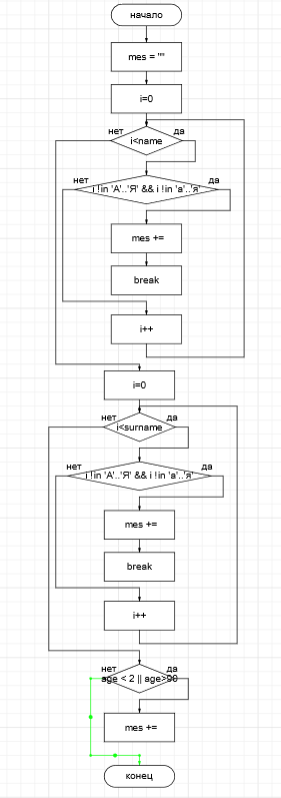 начало
mes = ""
i=0
нет
да
i<name
нет
да
i !in 'А'..'Я' && i !in 'а'..'я'
mes +=
break
i++
i=0
нет
да
i<surname
нет
да
i !in 'А'..'Я' && i !in 'а'..'я'
mes +=
break
i++
нет
да
age < 2 || age>90
mes +=
конец